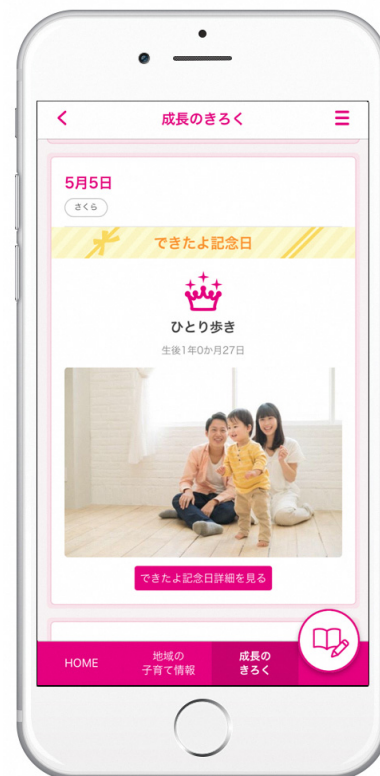 成長のきろく
5月5日
さくら
できたよ記念日
ひとり歩き
生後1年0か月27日
できたよ記念日詳細を見る
HOME
地域の
子育て情報
成長の
きろく